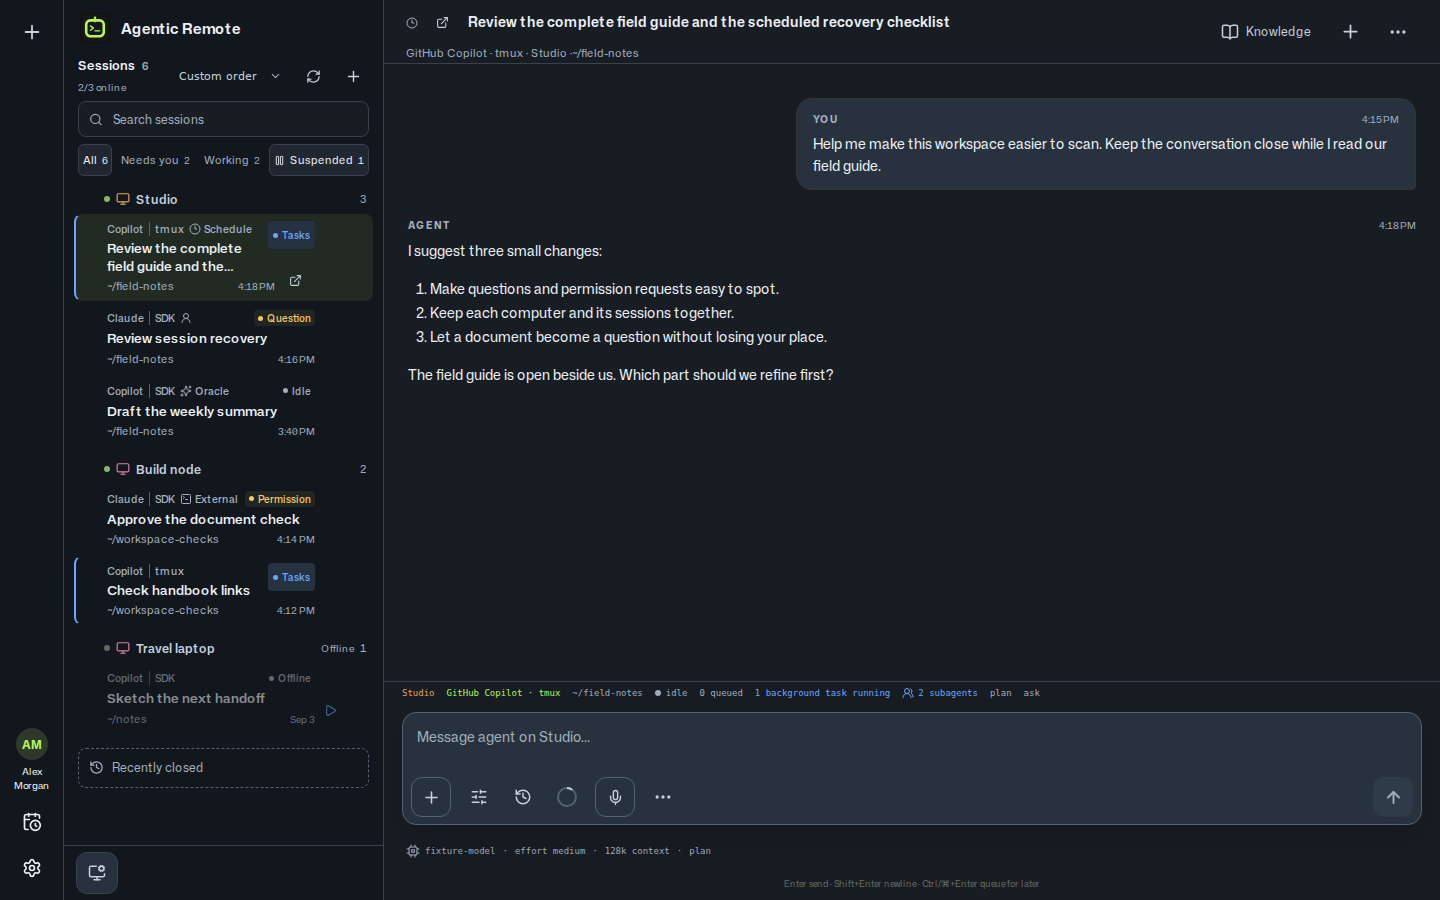 Agentic Remote
Sessions 6
2/3 online
Custom order
Search sessions
All 6
Needs you 2
Working 2
Suspended 1
Studio 3
Copilot | tmux Schedule
Tasks
Review the complete
field guide and the...
~/field-notes 4:18 PM
Claude | SDK
Question
Review session recovery
~/field-notes 4:16 PM
Copilot | SDK Oracle
Idle
Draft the weekly summary
~/field-notes 3:40 PM
Build node 2
Claude | SDK External
Permission
Approve the document check
~/workspace-checks 4:14 PM
Copilot | tmux
Tasks
Check handbook links
~/workspace-checks 4:12 PM
Travel laptop Offline 1
Copilot | SDK
Offline
Sketch the next handoff
~/notes Sep 3
Recently closed
AM
Alex
Morgan
Review the complete field guide and the scheduled recovery checklist
GitHub Copilot · tmux · Studio · ~/field-notes
Knowledge
YOU 4:15 PM
Help me make this workspace easier to scan. Keep the conversation close while I read our
field guide.
AGENT 4:18 PM
I suggest three small changes:
1. Make questions and permission requests easy to spot.
2. Keep each computer and its sessions together.
3. Let a document become a question without losing your place.
The field guide is open beside us. Which part should we refine first?
Studio GitHub Copilot · tmux ~/field-notes idle 0 queued 1 background task running 2 subagents plan ask
Message agent on Studio...
fixture-model · effort medium · 128k context · plan
Enter send · Shift+Enter newline · Ctrl/⌘+Enter queue for later